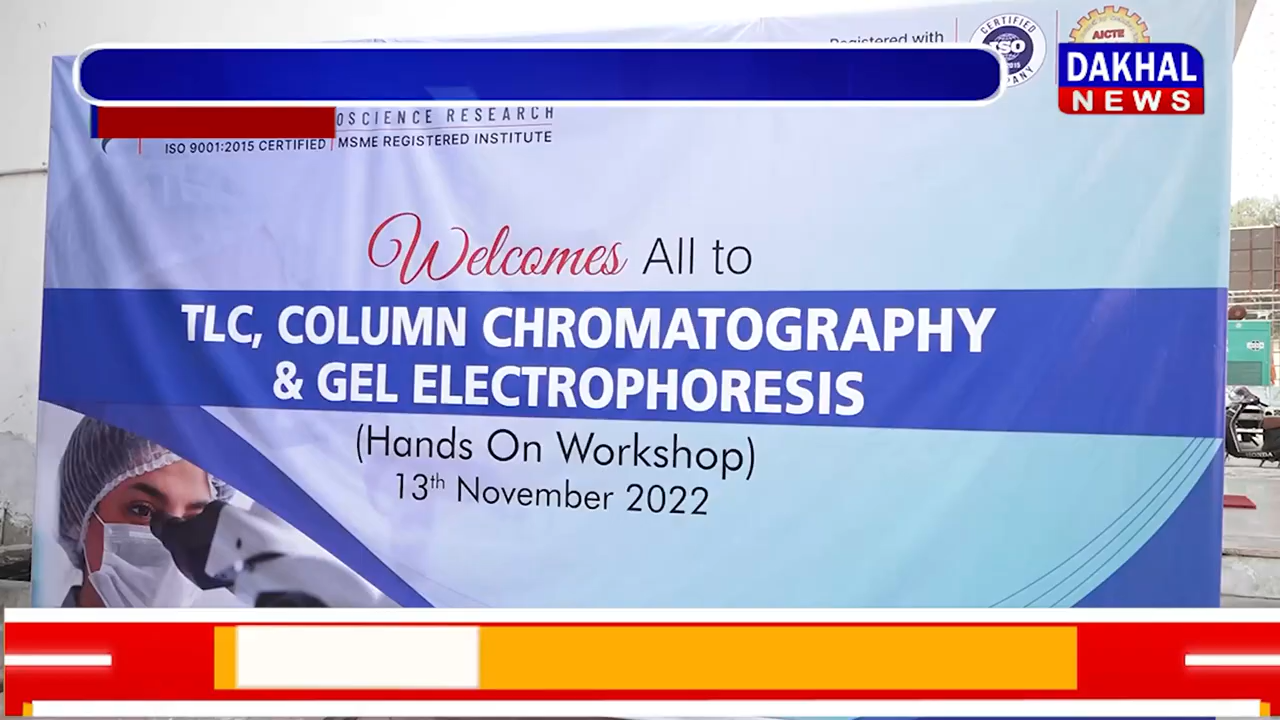 Registered with
CERTIFIED
ISO
AICTE
DAKHAL
NEWS
OSCIENCE RESEARCH
ISO 9001:2015 CERTIFIED | MSME REGISTERED INSTITUTE
Welcomes All to
TLC, COLUMN CHROMATOGRAPHY
& GEL ELECTROPHORESIS
(Hands On Workshop)
13th November 2022
HONDA